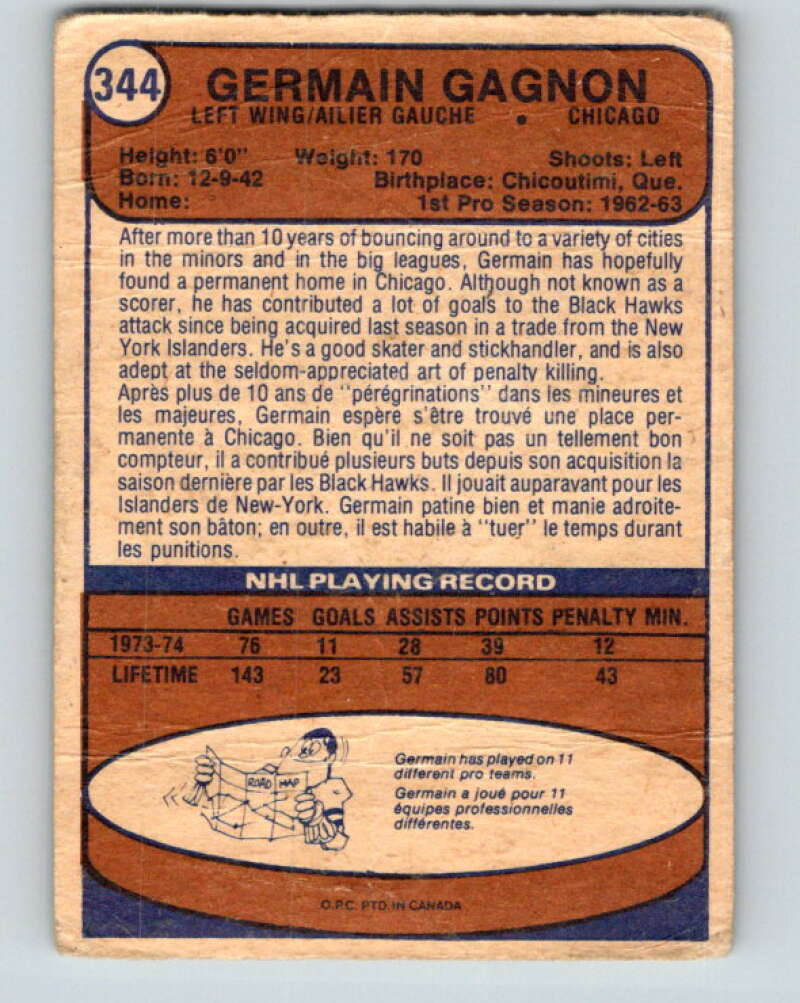 344
GERMAIN GAGNON
LEFT WING/AILIER GAUCHE • CHICAGO
Height: 6'0" Weight: 170 Shoots: Left
Born: 12-9-42 Birthplace: Chicoutimi, Que.
Home: 1st Pro Season: 1962-63
After more than 10 years of bouncing around to a variety of cities
in the minors and in the big leagues, Germain has hopefully
found a permanent home in Chicago. Although not known as a
scorer, he has contributed a lot of goals to the Black Hawks
attack since being acquired last season in a trade from the New
York Islanders. He's a good skater and stickhandler, and is also
adept at the seldom-appreciated art of penalty killing.
Après plus de 10 ans de "pérégrinations" dans les mineures et
les majeures, Germain espère s'être trouvé une place per-
manente à Chicago. Bien qu'il ne soit pas un tellement bon
compteur, il a contribué plusieurs buts depuis son acquisition la
saison dernière par les Black Hawks. Il jouait auparavant pour les
Islanders de New-York. Germain patine bien et manie adroite-
ment son bâton; en outre, il est habile à "tuer" le temps durant
les punitions.
NHL PLAYING RECORD
GAMES GOALS ASSISTS POINTS PENALTY MIN.
1973-74 76 11 28 39 12
LIFETIME 143 23 57 80 43
ROAD MAP
Germain has played on 11
different pro teams.
Germain a joué pour 11
équipes professionnelles
différentes.
O.P.C. PTD. IN CANADA